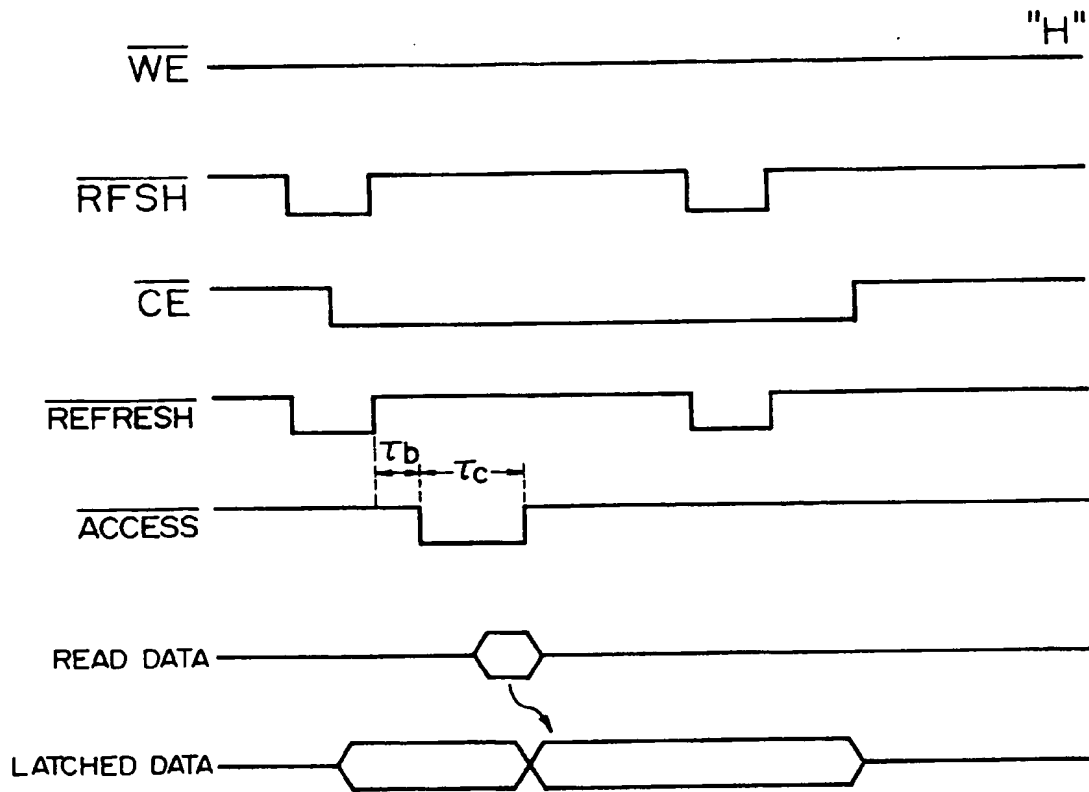 "H"
WE
RFSH
CE
REFRESH
τb τc
ACCESS
READ DATA
LATCHED DATA